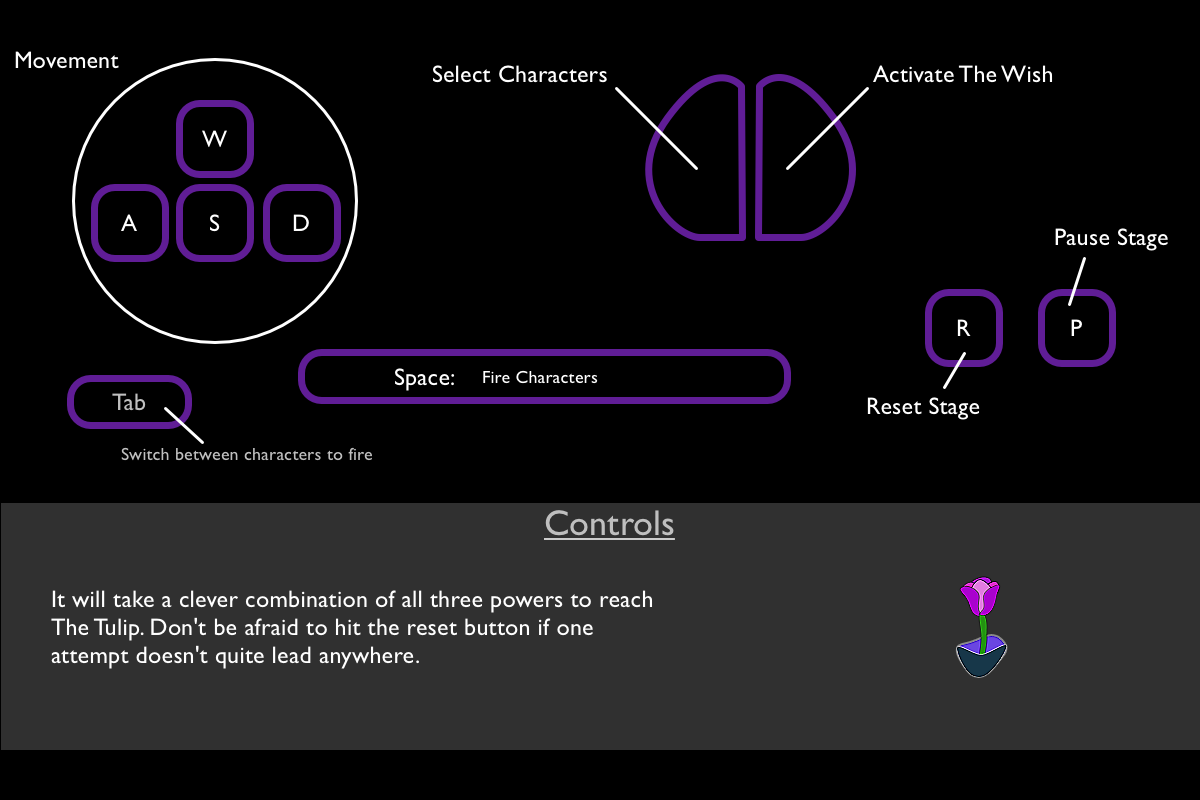 Movement
Select Characters
Activate The Wish
W
A
S
D
Pause Stage
R
P
Space: Fire Characters
Tab
Reset Stage
Switch between characters to fire
Controls
It will take a clever combination of all three powers to reach
The Tulip. Don't be afraid to hit the reset button if one
attempt doesn't quite lead anywhere.